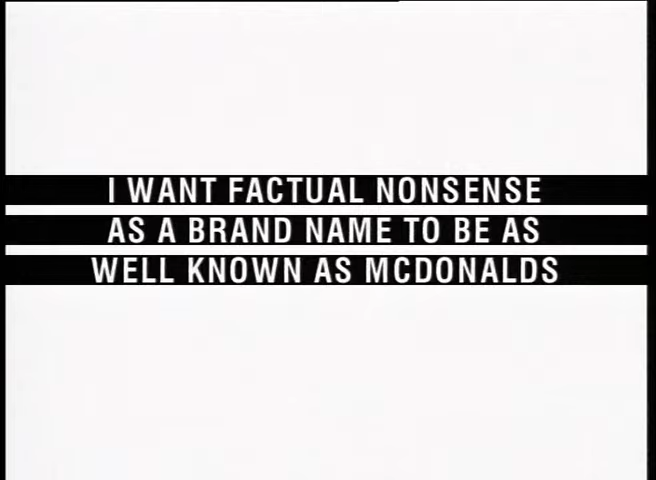 I WANT FACTUAL NONSENSE
AS A BRAND NAME TO BE AS
WELL KNOWN AS MCDONALDS